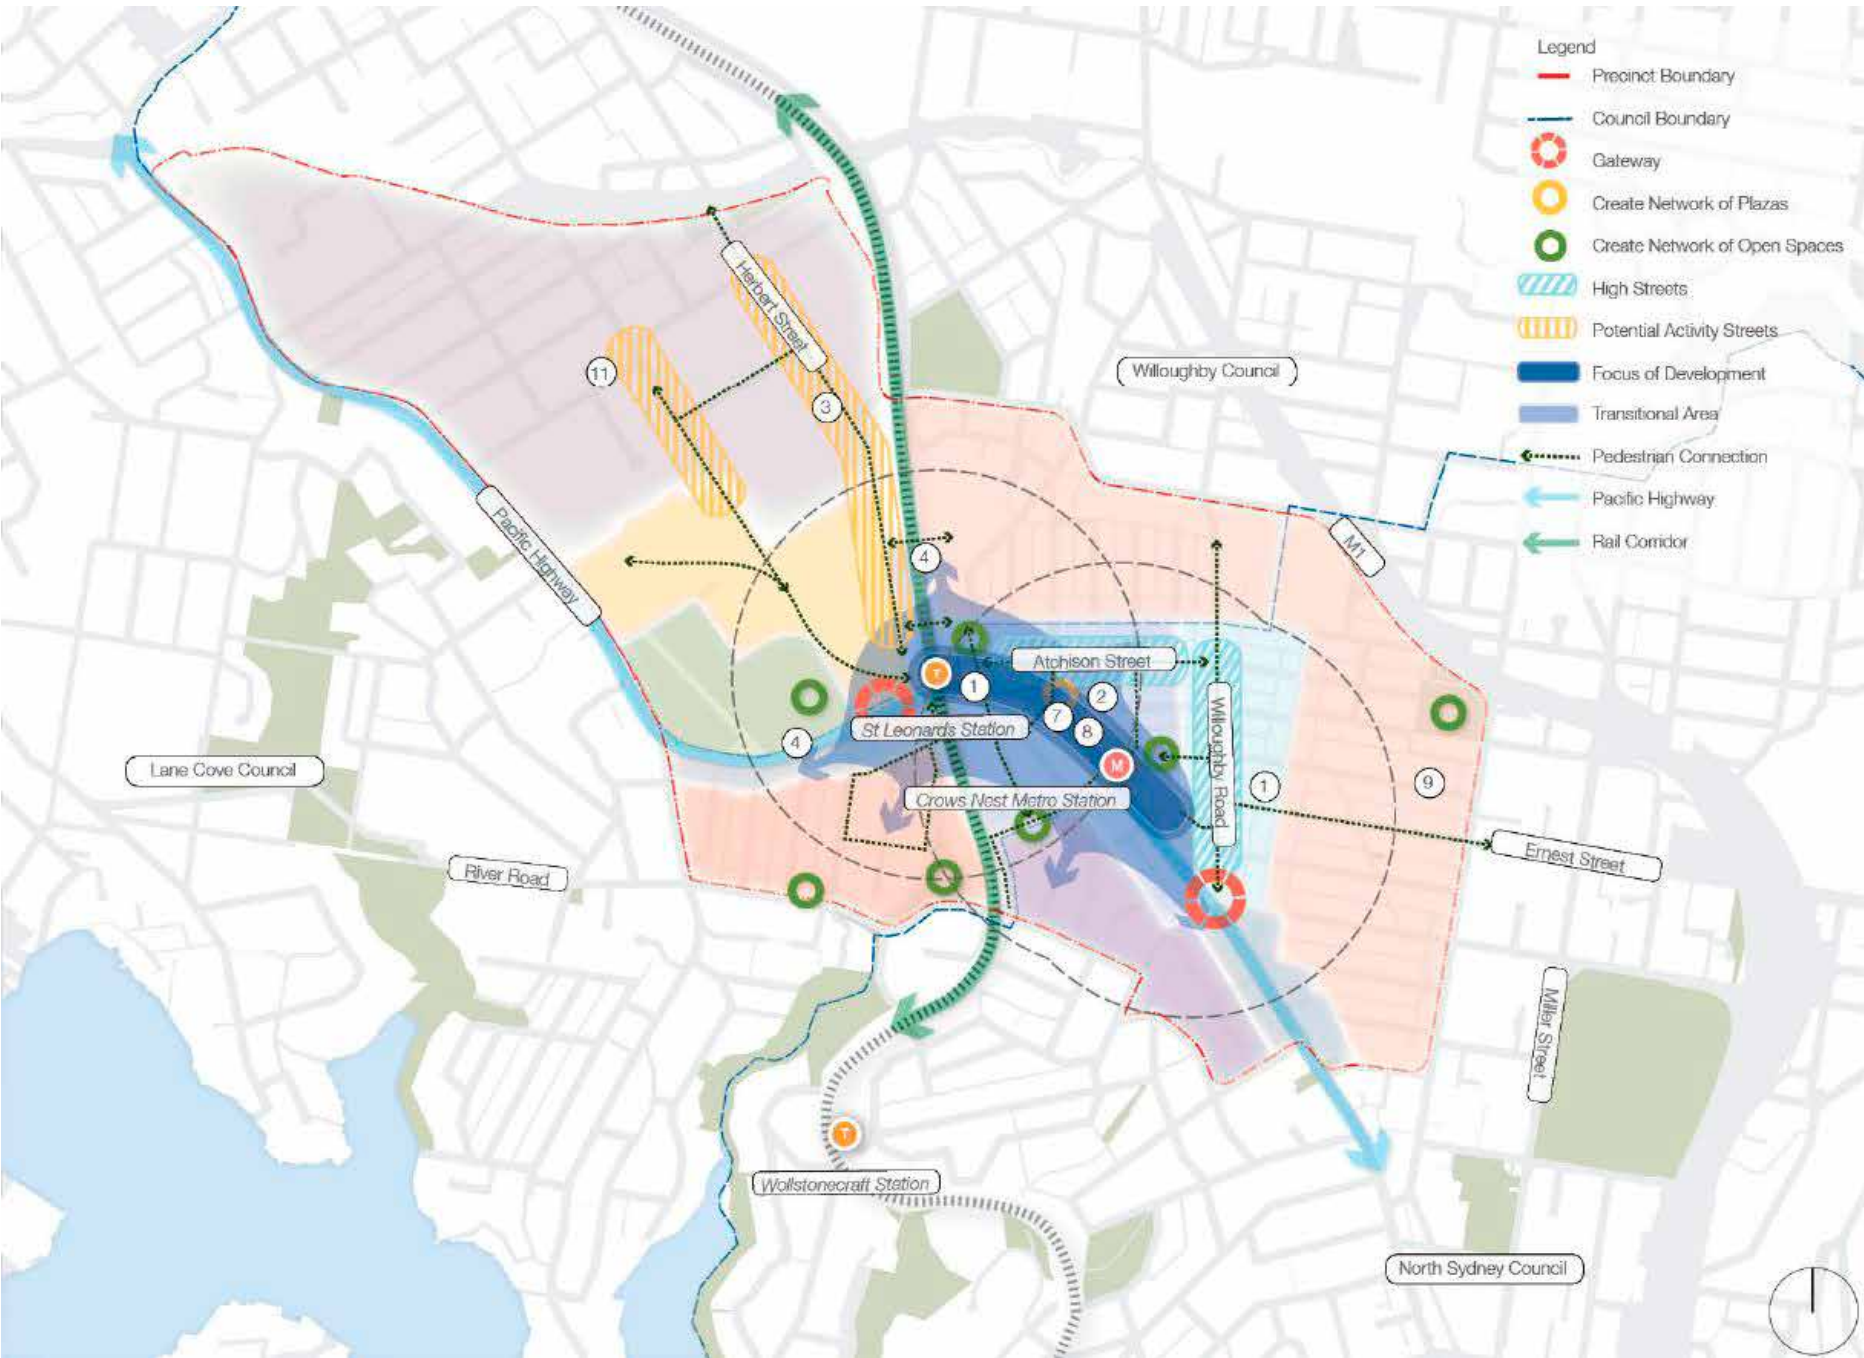 Legend
Precinct Boundary
Council Boundary
Gateway
Create Network of Plazas
Create Network of Open Spaces
High Streets
Potential Activity Streets
Focus of Development
Transitional Area
Pedestrian Connection
Pacific Highway
Rail Corridor
Herbert Street
11
3
Willoughby Council
Pacific Highway
M1
4
T
1
Atchison Street
2
7
8
St Leonards Station
4
M
Willoughby Road
1
9
Lane Cove Council
Crows Nest Metro Station
River Road
Ernest Street
Miller Street
T
Wollstonecraft Station
North Sydney Council